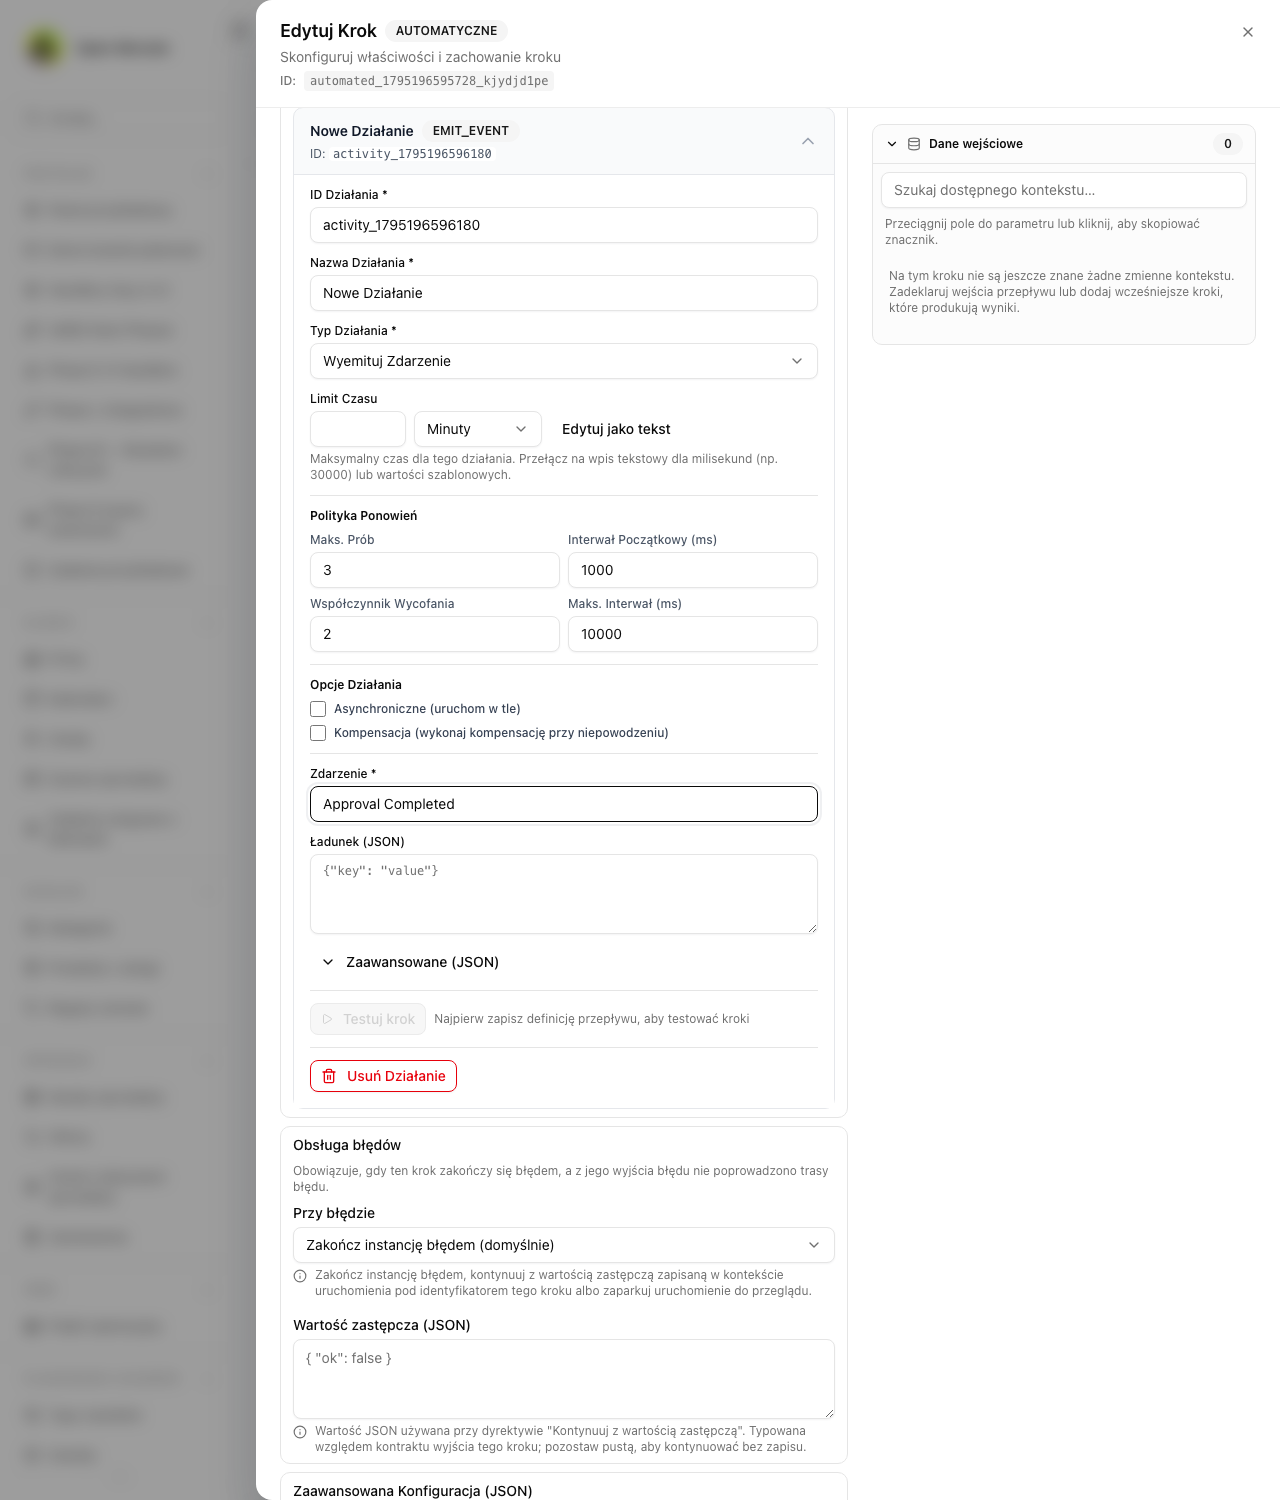 Edytuj Krok AUTOMATYCZNE
Skonfiguruj właściwości i zachowanie kroku
ID: automated_1795196595728_kjydjd1pe
Nowe Działanie EMIT_EVENT
ID: activity_1795196596180
ID Działania *
activity_1795196596180
Nazwa Działania *
Nowe Działanie
Typ Działania *
Wyemituj Zdarzenie
Limit Czasu
Minuty Edytuj jako tekst
Maksymalny czas dla tego działania. Przełącz na wpis tekstowy dla milisekund (np.
30000) lub wartości szablonowych.
Polityka Ponowień
Maks. Prób Interwał Początkowy (ms)
3 1000
Współczynnik Wycofania Maks. Interwał (ms)
2 10000
Opcje Działania
Asynchroniczne (uruchom w tle)
Kompensacja (wykonaj kompensację przy niepowodzeniu)
Zdarzenie *
Approval Completed
Ładunek (JSON)
{"key": "value"}
Zaawansowane (JSON)
Testuj krok Najpierw zapisz definicję przepływu, aby testować kroki
Usuń Działanie
Obsługa błędów
Obowiązuje, gdy ten krok zakończy się błędem, a z jego wyjścia błędu nie poprowadzono trasy
błędu.
Przy błędzie
Zakończ instancję błędem (domyślnie)
Zakończ instancję błędem, kontynuuj z wartością zastępczą zapisaną w kontekście
uruchomienia pod identyfikatorem tego kroku albo zaparkuj uruchomienie do przeglądu.
Wartość zastępcza (JSON)
{ "ok": false }
Wartość JSON używana przy dyrektywie "Kontynuuj z wartością zastępczą". Typowana
względem kontraktu wyjścia tego kroku; pozostaw pustą, aby kontynuować bez zapisu.
Zaawansowana Konfiguracja (JSON)
Dane wejściowe 0
Szukaj dostępnego kontekstu...
Przeciągnij pole do parametru lub kliknij, aby skopiować
znacznik.
Na tym kroku nie są jeszcze znane żadne zmienne kontekstu.
Zadeklaruj wejścia przepływu lub dodaj wcześniejsze kroki,
które produkują wyniki.